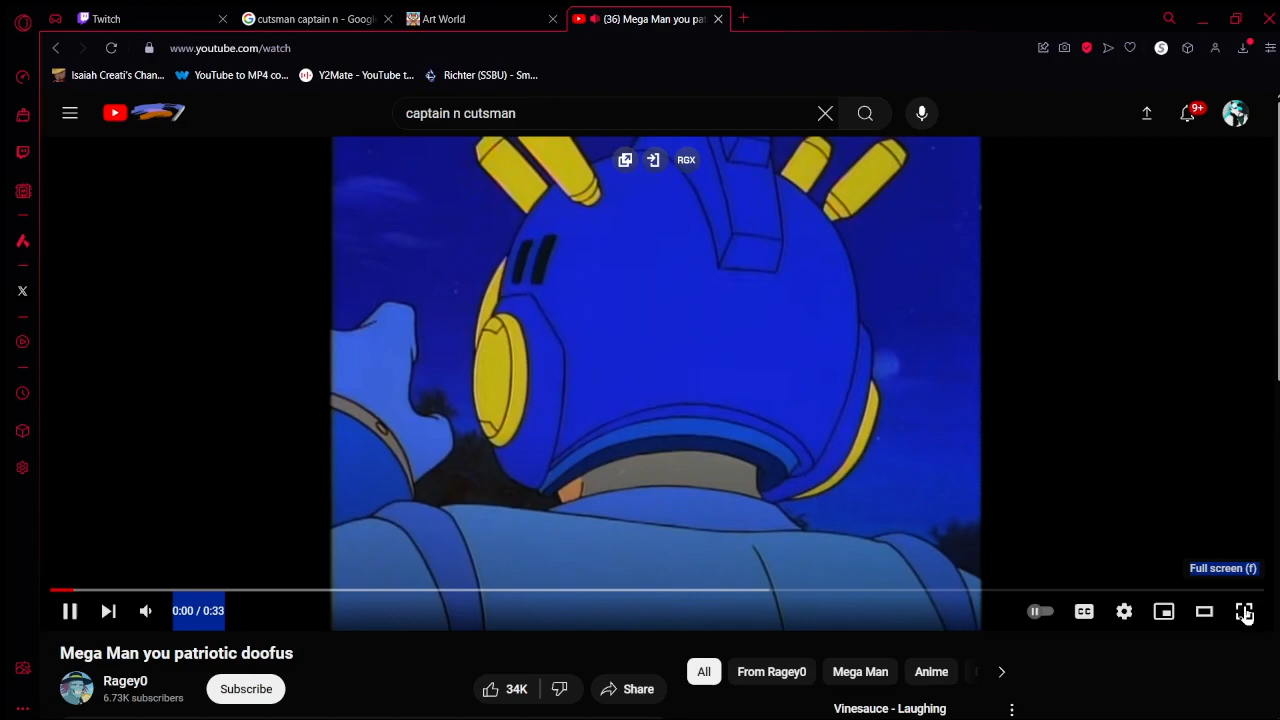 Twitch
cutsman captain n - Googl
Art World
(36) Mega Man you pat
www.youtube.com/watch
Isaiah Creati's Chan...
YouTube to MP4 co...
Y2Mate - YouTube t...
Richter (SSBU) - Sm...
captain n cutsman
9+
RGX
Full screen (f)
0:00 / 0:33
CC
Mega Man you patriotic doofus
Ragey0
6.73K subscribers
Subscribe
34K
Share
All
From Ragey0
Mega Man
Anime
Vinesauce - Laughing